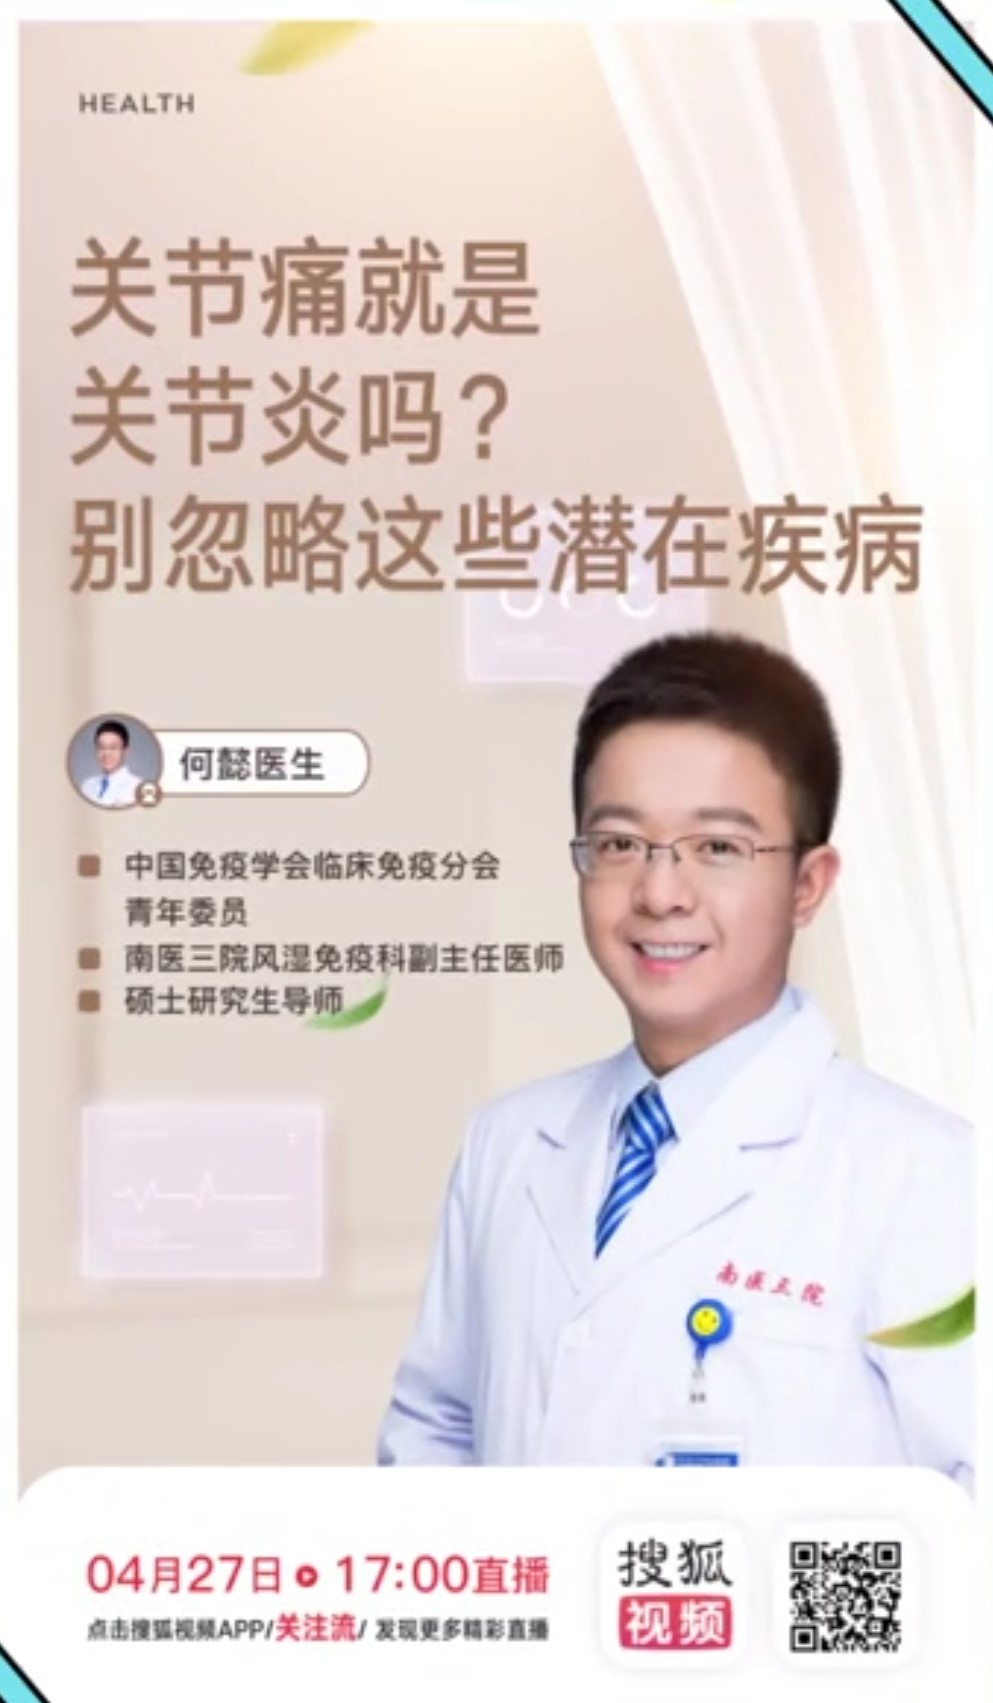 HEALTH
关节痛就是
关节炎吗？
别忽略这些潜在疾病
何懿医生
中国免疫学会临床免疫分会
青年委员
南医三院风湿免疫科副主任医师
硕士研究生导师
南医三院
04月27日 17:00直播
点击搜狐视频APP/关注流/ 发现更多精彩直播
搜狐
视频